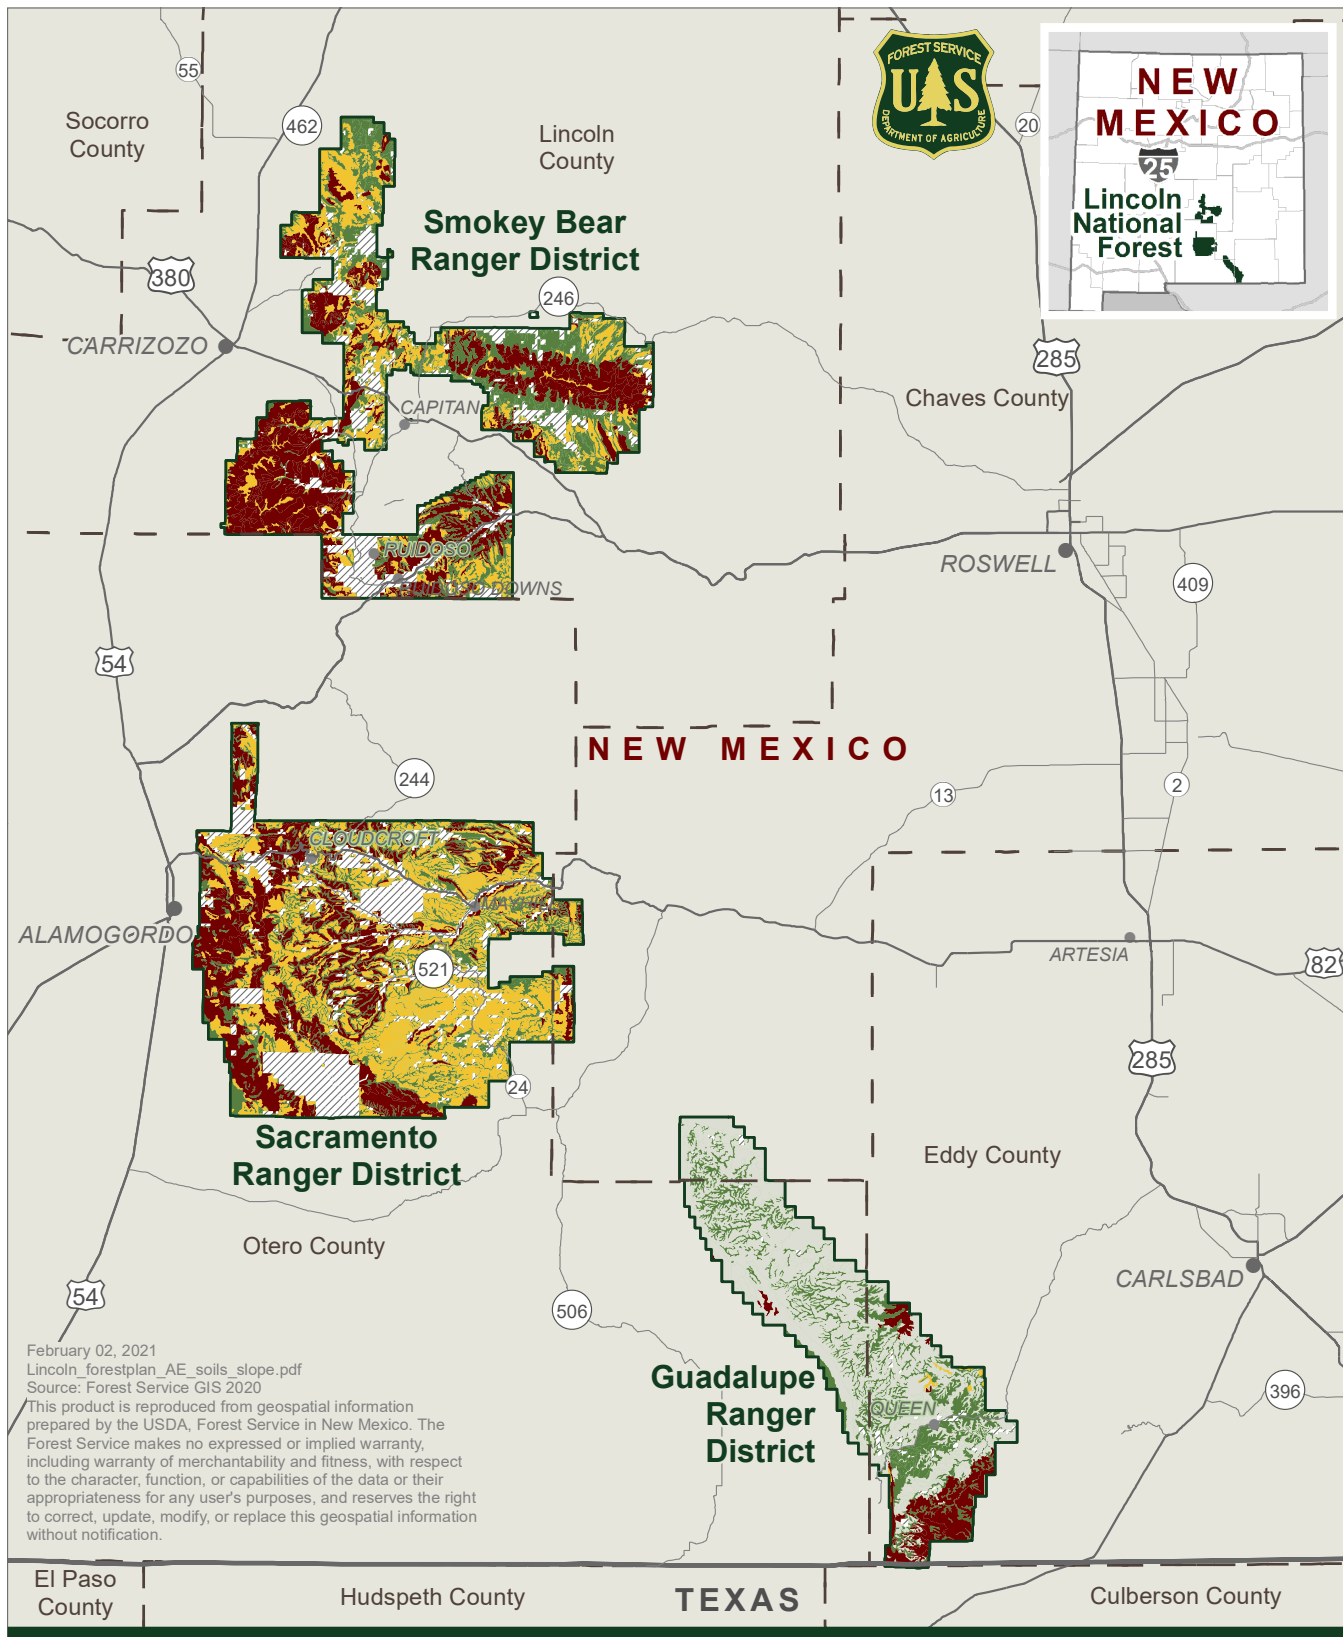 55
Socorro
County
462
Lincoln
County
FOREST SERVICE
US
DEPARTMENT OF AGRICULTURE
20
NEW
MEXICO
25
Lincoln
National
Forest
Smokey Bear
Ranger District
380
246
CARRIZOZO
285
Chaves County
CAPITAN
RUIDOSO
RUIDOSO DOWNS
ROSWELL
409
54
NEW MEXICO
244
13
2
CLOUDCROFT
MAYHILL
ALAMOGORDO
521
ARTESIA
82
24
285
Sacramento
Ranger District
Eddy County
Otero County
CARLSBAD
54
506
February 02, 2021
Lincoln_forestplan_AE_soils_slope.pdf
Source: Forest Service GIS 2020
This product is reproduced from geospatial information
prepared by the USDA, Forest Service in New Mexico. The
Forest Service makes no expressed or implied warranty,
including warranty of merchantability and fitness, with respect
to the character, function, or capabilities of the data or their
appropriateness for any user's purposes, and reserves the right
to correct, update, modify, or replace this geospatial information
without notification.
Guadalupe
Ranger
District
QUEEN
396
El Paso
County
Hudspeth County
TEXAS
Culberson County